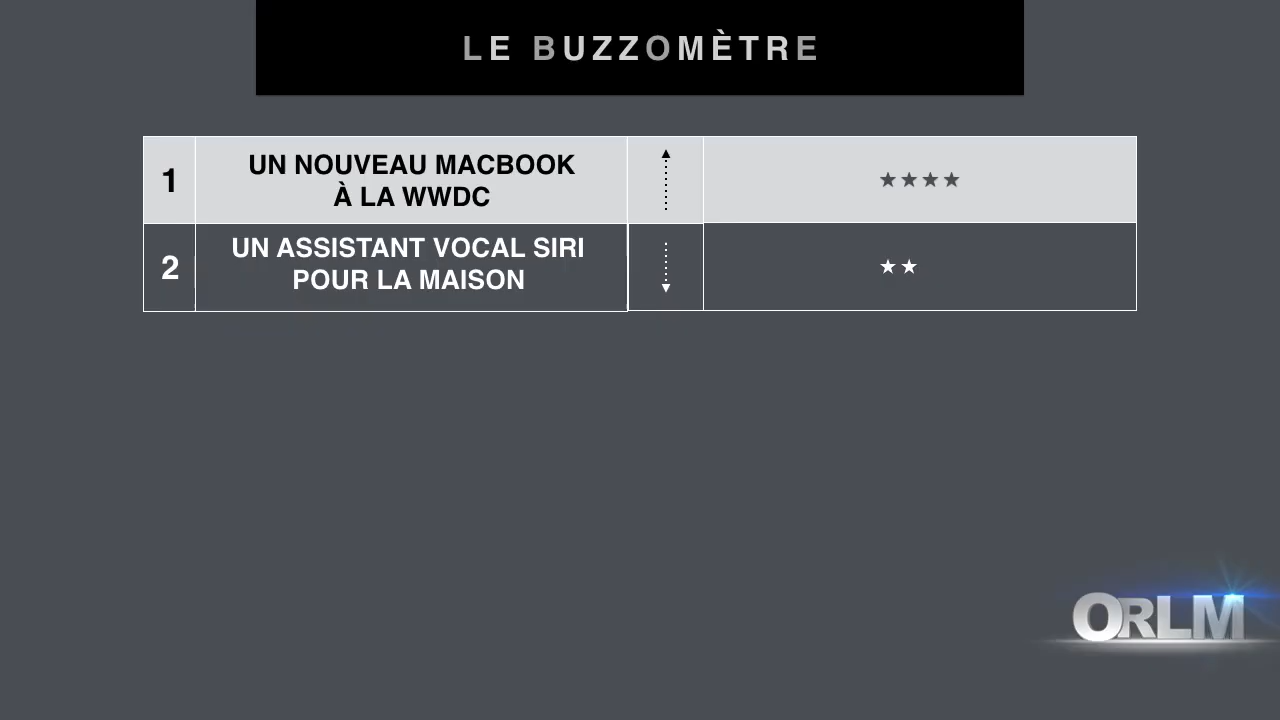 LE BUZZOMÈTRE
1
UN NOUVEAU MACBOOK
À LA WWDC
2
UN ASSISTANT VOCAL SIRI
POUR LA MAISON
ORLM